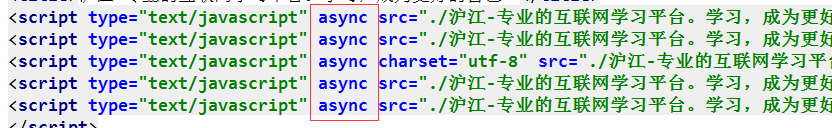 <script type="text/javascript" async src="./沪江-专业的互联网学习平台。学习，成为更好
<script type="text/javascript" async src="./沪江-专业的互联网学习平台。学习，成为更好
<script type="text/javascript" async charset="utf-8" src="./沪江-专业的互联网学习平台
<script type="text/javascript" async src="./沪江-专业的互联网学习平台。学习，成为更好
<script type="text/javascript" async src="./沪江-专业的互联网学习平台。学习，成为更好
</script>